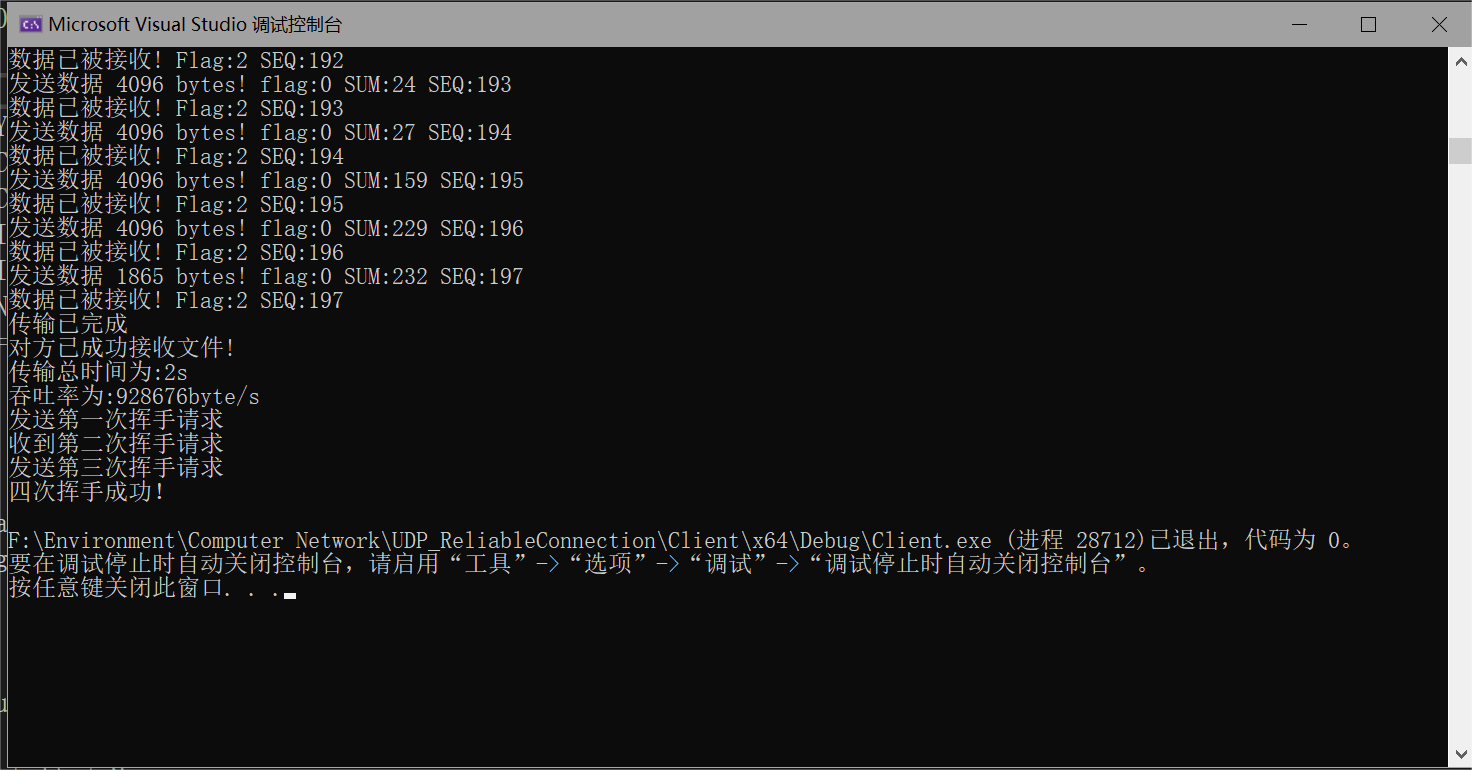 Microsoft Visual Studio 调试控制台
数据已被接收! Flag:2 SEQ:192
发送数据 4096 bytes! flag:0 SUM:24 SEQ:193
数据已被接收! Flag:2 SEQ:193
发送数据 4096 bytes! flag:0 SUM:27 SEQ:194
数据已被接收! Flag:2 SEQ:194
发送数据 4096 bytes! flag:0 SUM:159 SEQ:195
数据已被接收! Flag:2 SEQ:195
发送数据 4096 bytes! flag:0 SUM:229 SEQ:196
数据已被接收! Flag:2 SEQ:196
发送数据 1865 bytes! flag:0 SUM:232 SEQ:197
数据已被接收! Flag:2 SEQ:197
传输已完成
对方已成功接收文件!
传输总时间为:2s
吞吐率为:928676byte/s
发送第一次挥手请求
收到第二次挥手请求
发送第三次挥手请求
四次挥手成功!
F:\Environment\Computer Network\UDP_ReliableConnection\Client\x64\Debug\Client.exe (进程 28712)已退出，代码为 0。
要在调试停止时自动关闭控制台，请启用“工具”->“选项”->“调试”->“调试停止时自动关闭控制台”。
按任意键关闭此窗口. . .